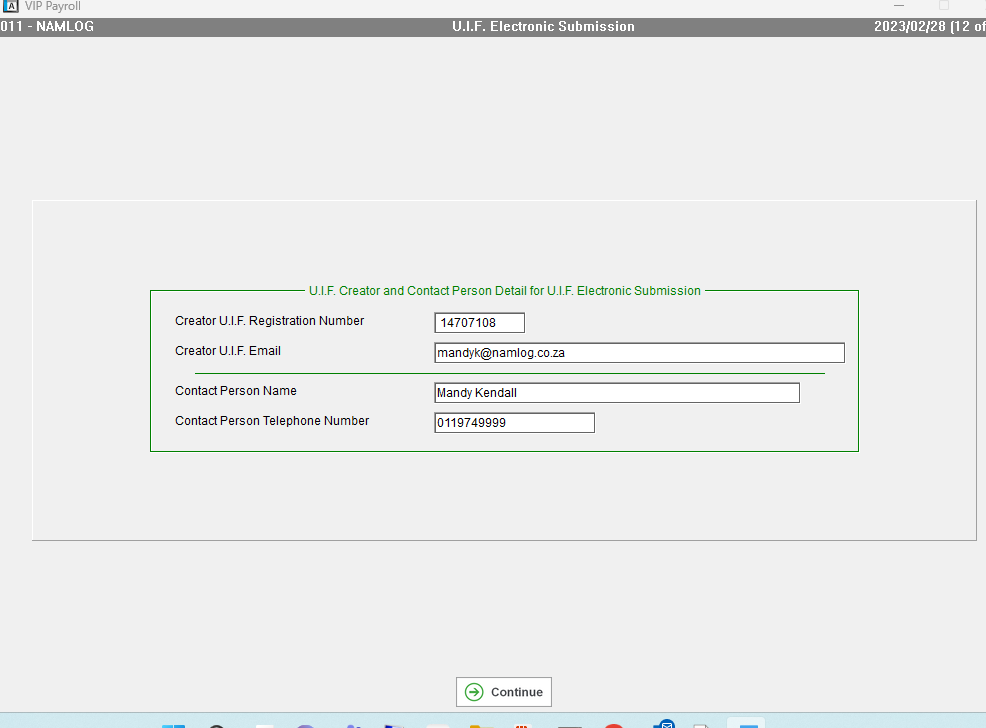 VIP Payroll
011 - NAMLOG U.I.F. Electronic Submission 2023/02/28 [12 of
U.I.F. Creator and Contact Person Detail for U.I.F. Electronic Submission
Creator U.I.F. Registration Number 14707108
Creator U.I.F. Email mandyk@namlog.co.za
Contact Person Name Mandy Kendall
Contact Person Telephone Number 0119749999
Continue